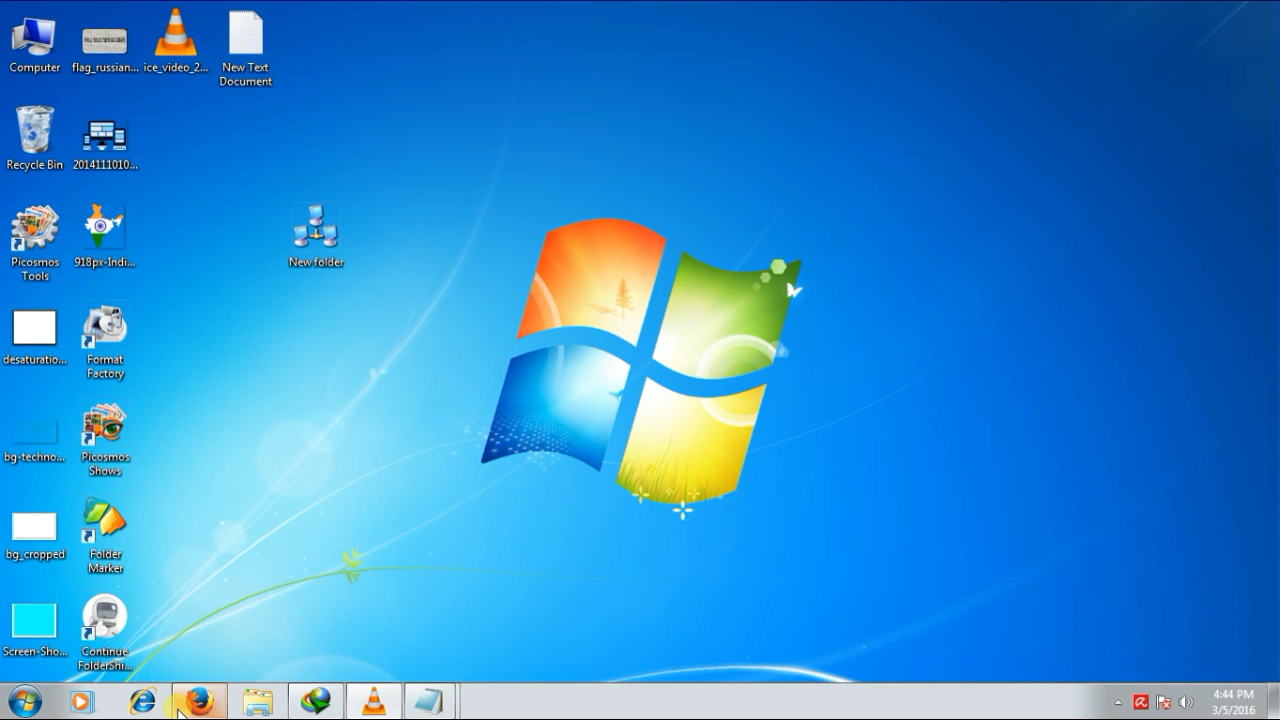 Computer
flag_russian...
ice_video_2...
New Text
Document
Recycle Bin
2014111010...
Picosmos
Tools
918px-Indi...
New folder
desaturatio...
Format
Factory
bg-techno...
Picosmos
Shows
bg_cropped
Folder
Marker
Screen-Sho...
Continue
FolderShi...
4:44 PM
3/5/2016